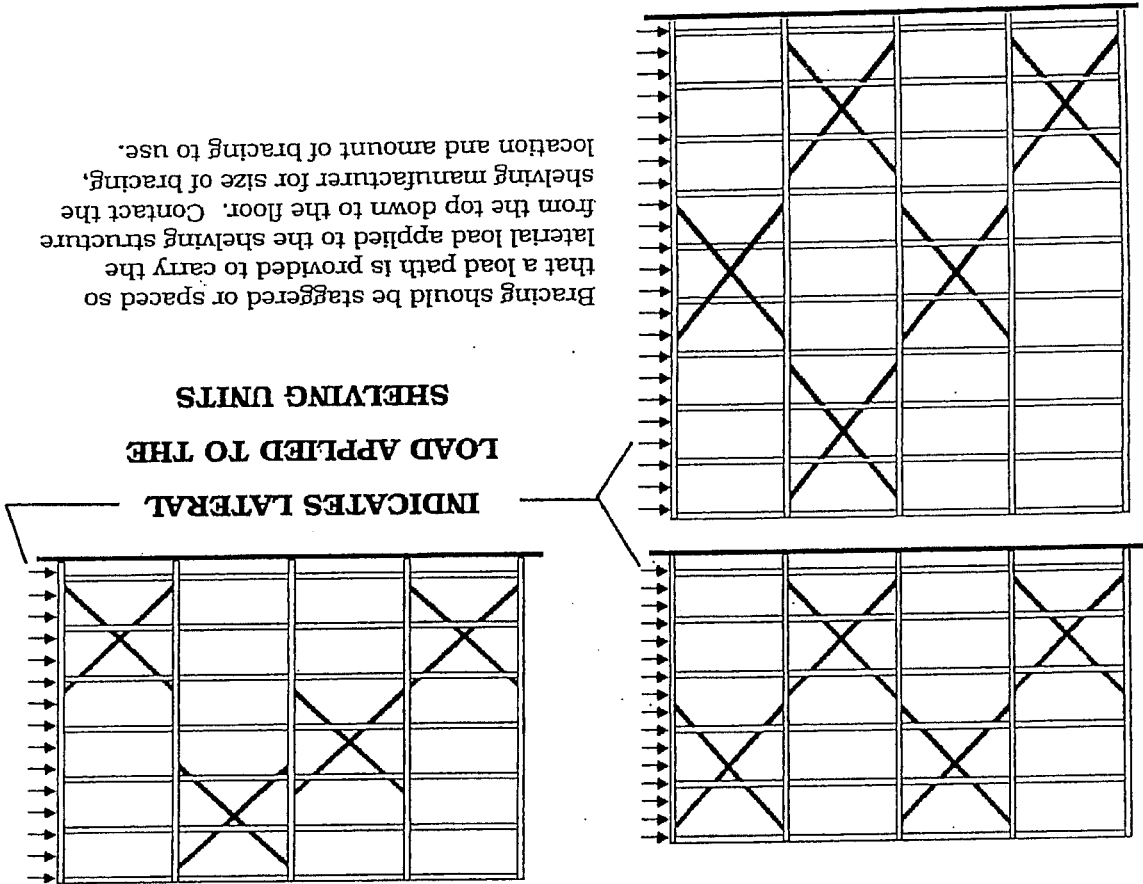 INDICATES LATERAL
LOAD APPLIED TO THE
SHELVING UNITS
Bracing should be staggered or spaced so
that a load path is provided to carry the
laterial load applied to the shelving structure
from the top down to the floor. Contact the
shelving manufacturer for size of bracing,
location and amount of bracing to use.